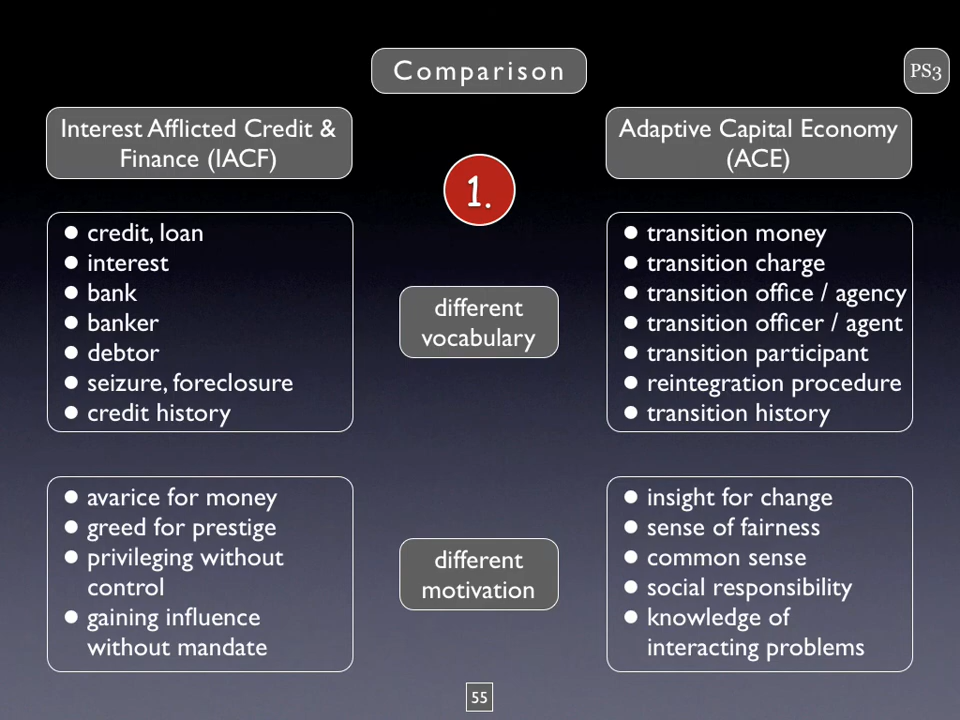 Comparison
PS3
Interest Afflicted Credit &
Finance (IACF)
Adaptive Capital Economy
(ACE)
1.
● credit, loan
● interest
● bank
● banker
● debtor
● seizure, foreclosure
● credit history
different
vocabulary
● transition money
● transition charge
● transition office / agency
● transition officer / agent
● transition participant
● reintegration procedure
● transition history
● avarice for money
● greed for prestige
● privileging without
control
● gaining influence
without mandate
different
motivation
● insight for change
● sense of fairness
● common sense
● social responsibility
● knowledge of
interacting problems
55